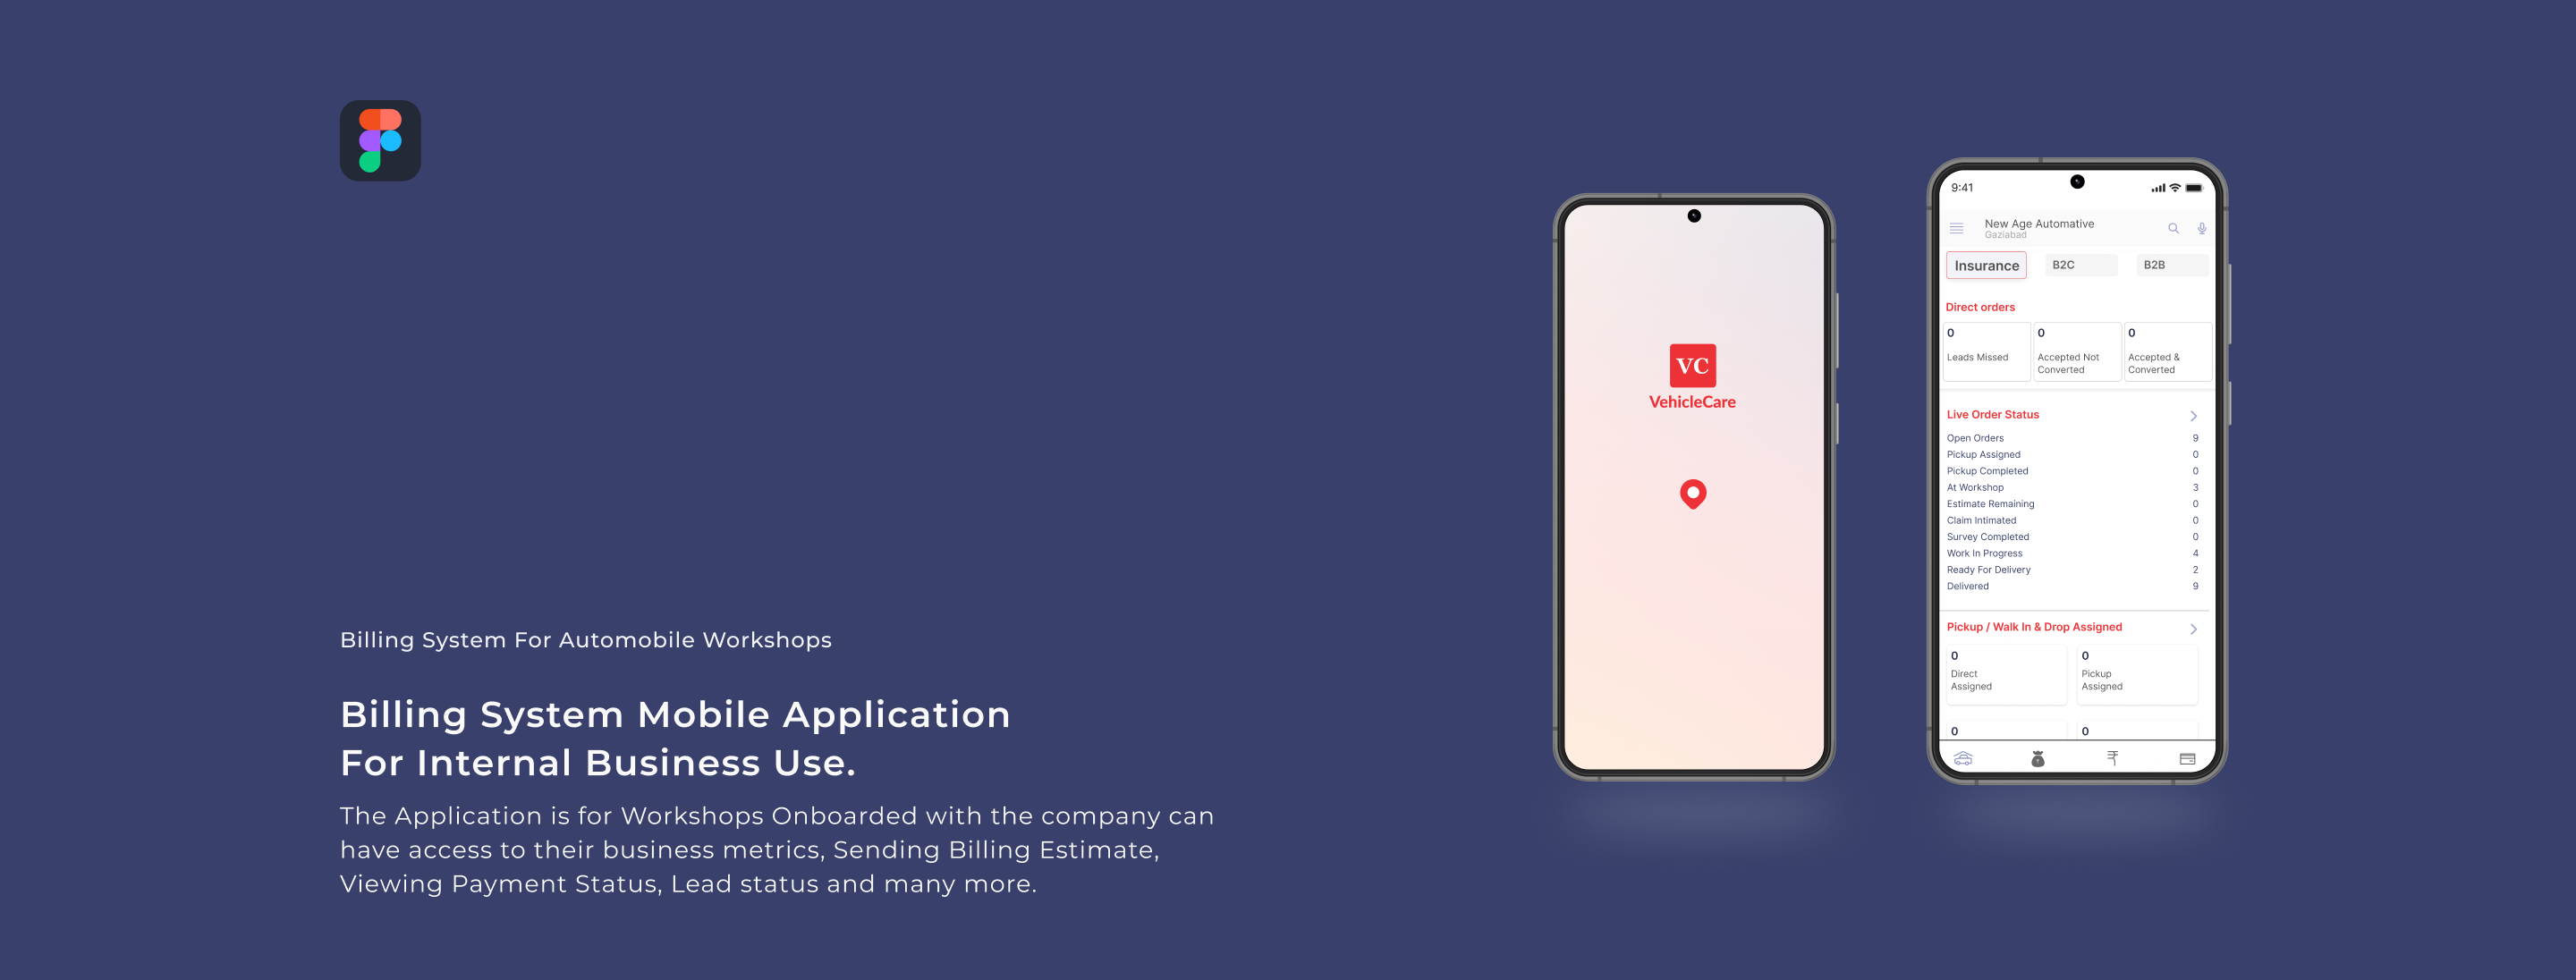 Billing System For Automobile Workshops
Billing System Mobile Application
For Internal Business Use.
The Application is for Workshops Onboarded with the company can
have access to their business metrics, Sending Billing Estimate,
Viewing Payment Status, Lead status and many more.
VC
VehicleCare
9:41
New Age Automative
Gaziabad
Insurance B2C B2B
Direct orders
0 0 0
Leads Missed Accepted Not Accepted &
Converted Converted
Live Order Status
Open Orders 9
Pickup Assigned 0
Pickup Completed 0
At Workshop 3
Estimate Remaining 0
Claim Intimated 0
Survey Completed 0
Work In Progress 4
Ready For Delivery 2
Delivered 9
Pickup / Walk In & Drop Assigned
0 0
Direct Pickup
Assigned Assigned
0 0
₹